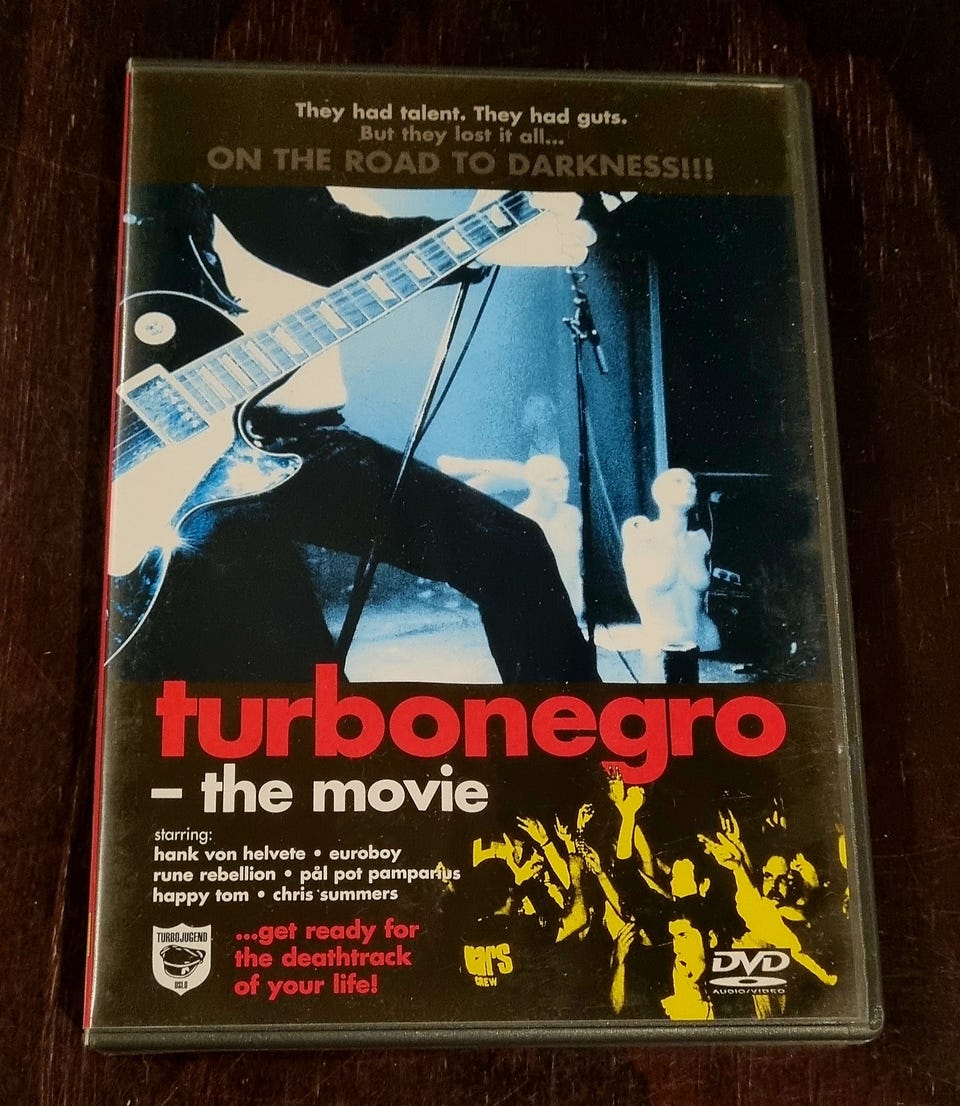 They had talent. They had guts.
But they lost it all...
ON THE ROAD TO DARKNESS!!!
turbonegro
– the movie
starring:
hank von helvete • euroboy
rune rebellion • pål pot pamparius
happy tom • chris summers
...get ready for
the deathtrack
of your life!
TURBOJUGEND
OSLO
CREW
DVD
AUDIO/VIDEO